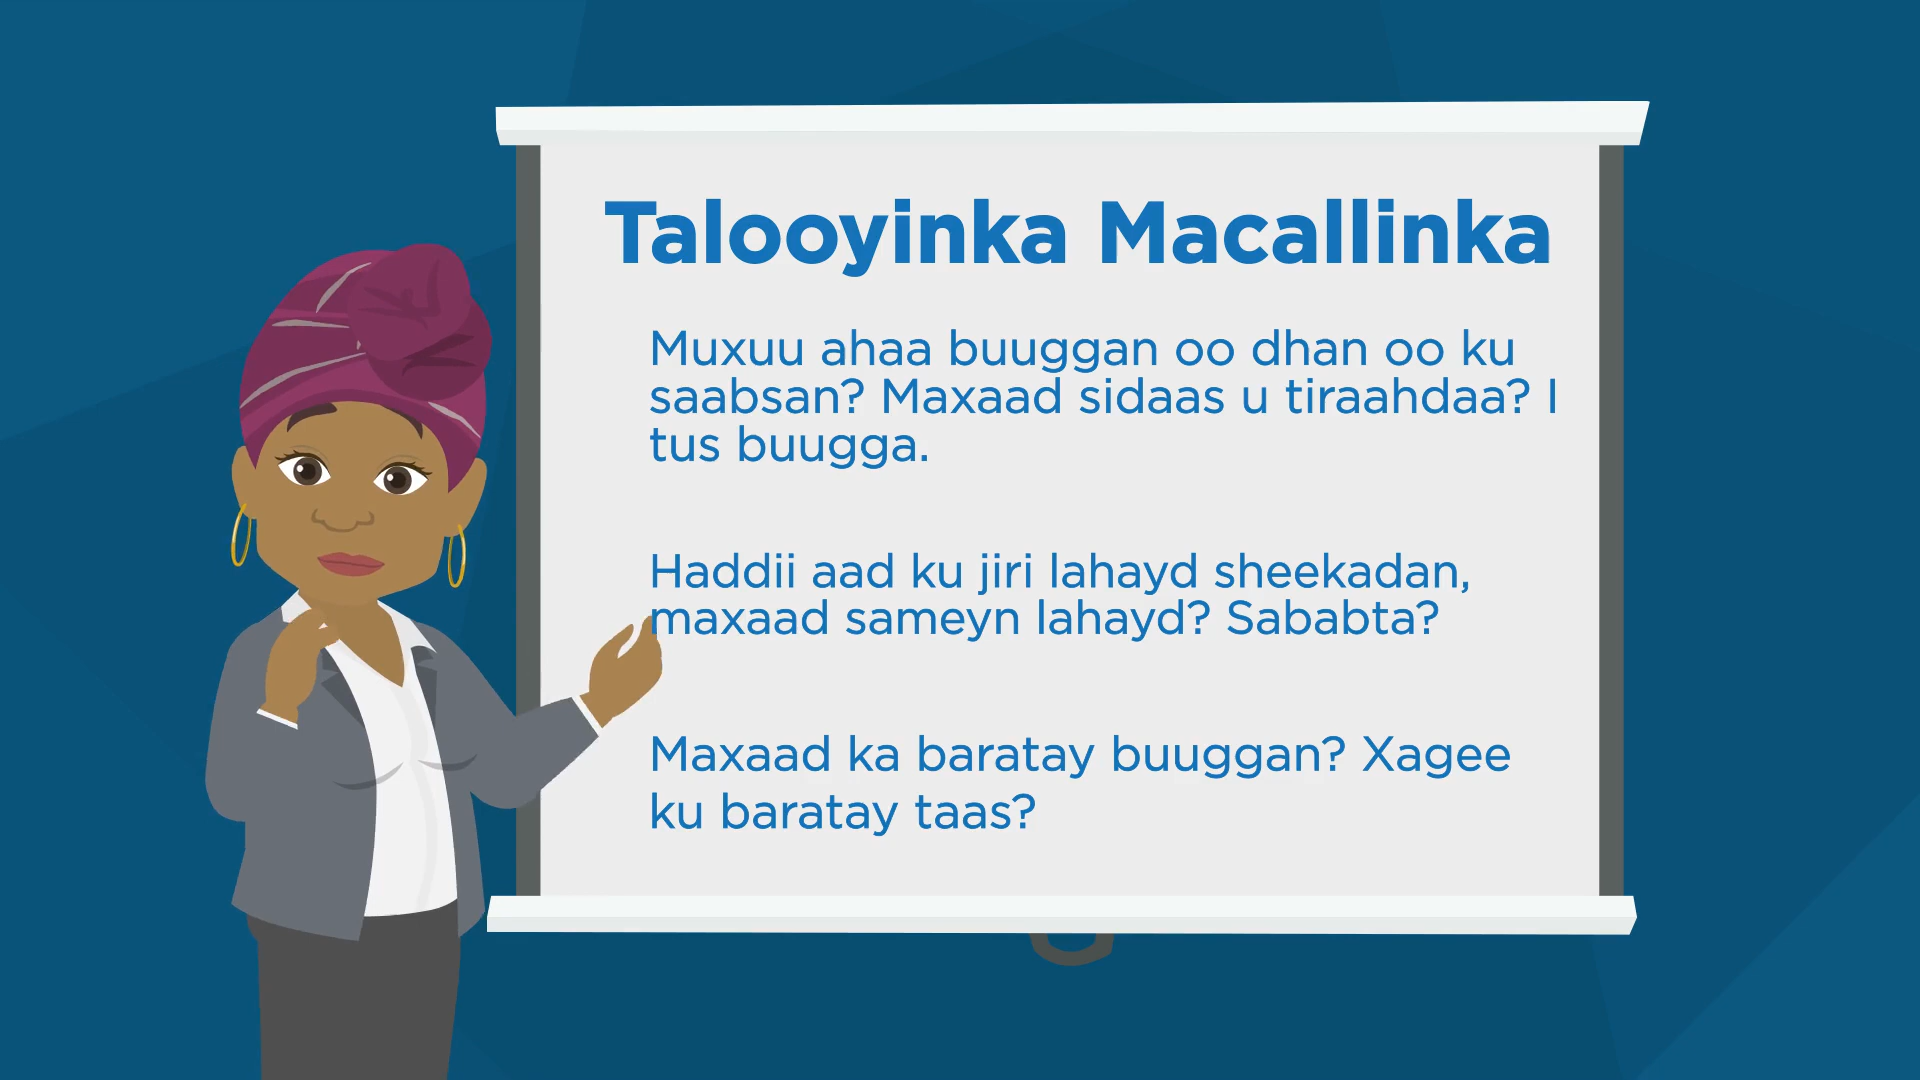 Talooyinka Macallinka
Muxuu ahaa buuggan oo dhan oo ku
saabsan? Maxaad sidaas u tiraahdaa? I
tus buugga.
Haddii aad ku jiri lahayd sheekadan,
maxaad sameyn lahayd? Sababta?
Maxaad ka baratay buuggan? Xagee
ku baratay taas?